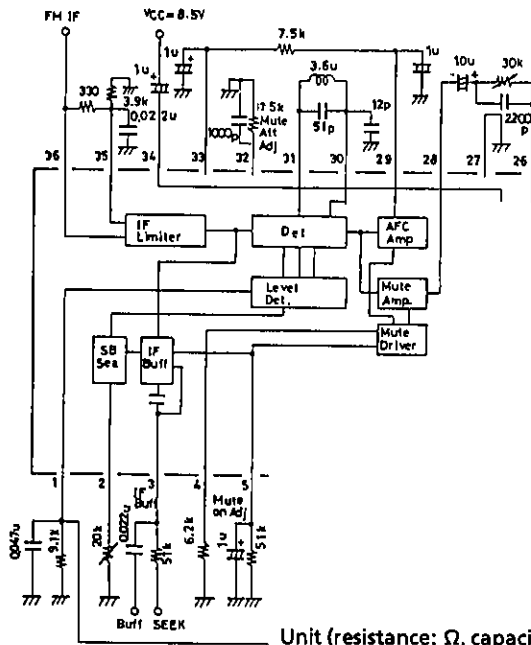 FM IF
VCC=8.5V
7.5k
1u
+
1u
+
1u
+
3.6u
10u
+
30k
330
3.9k
0.022u
1000p
Mute
Att
Adj
51p
12p
2200
p
36
35
34
33
32
31
30
29
28
27
26
IF
Limiter
Det
AFC
Amp
Level
Det.
Mute
Amp.
SB
Sea
IF
Buff
Mute
Driver
1
2
3
4
5
0.047u
9.1k
20k
IF Buff
0.022u
51k
6.2k
Mute
on Adj
1u
+
51k
Buff
SEEK
Unit (resistance: Ω, capaci